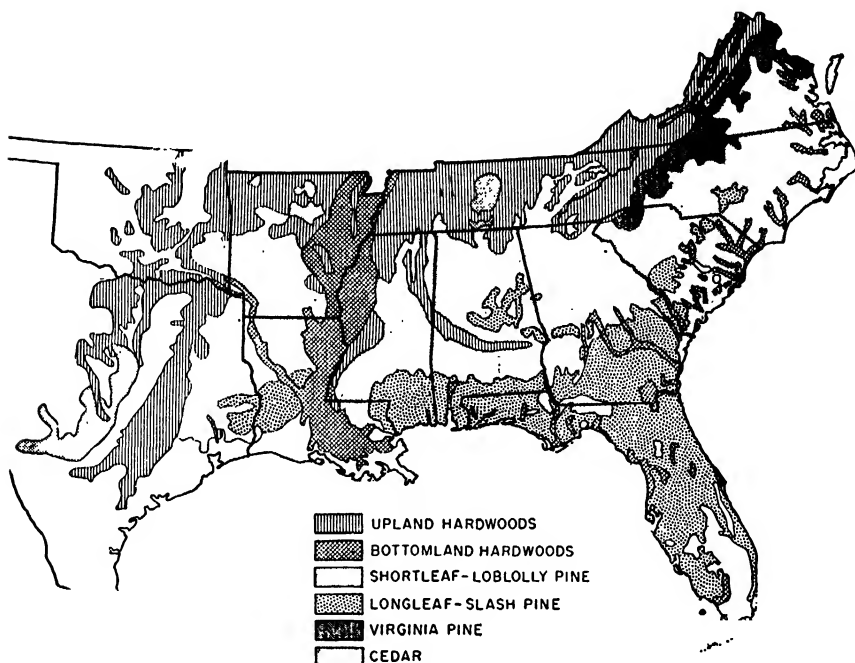 UPLAND HARDWOODS
BOTTOMLAND HARDWOODS
SHORTLEAF-LOBLOLLY PINE
LONGLEAF-SLASH PINE
VIRGINIA PINE
CEDAR